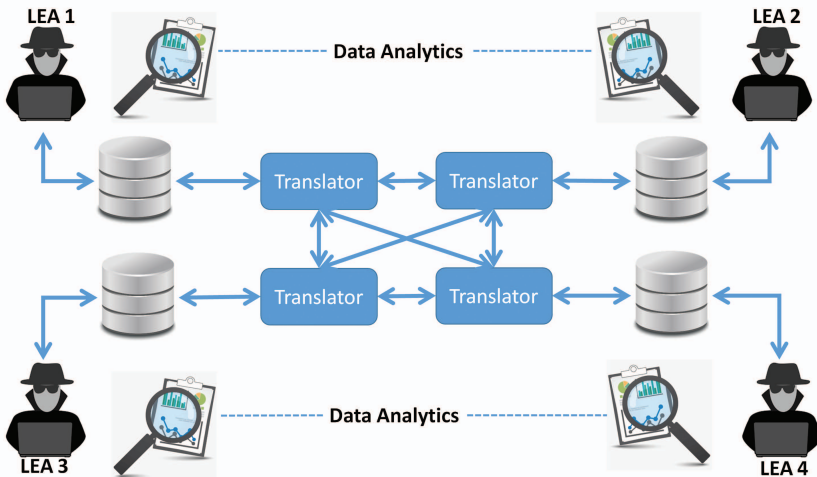 LEA 1
LEA 2
Data Analytics
Translator
Translator
Translator
Translator
Data Analytics
LEA 3
LEA 4